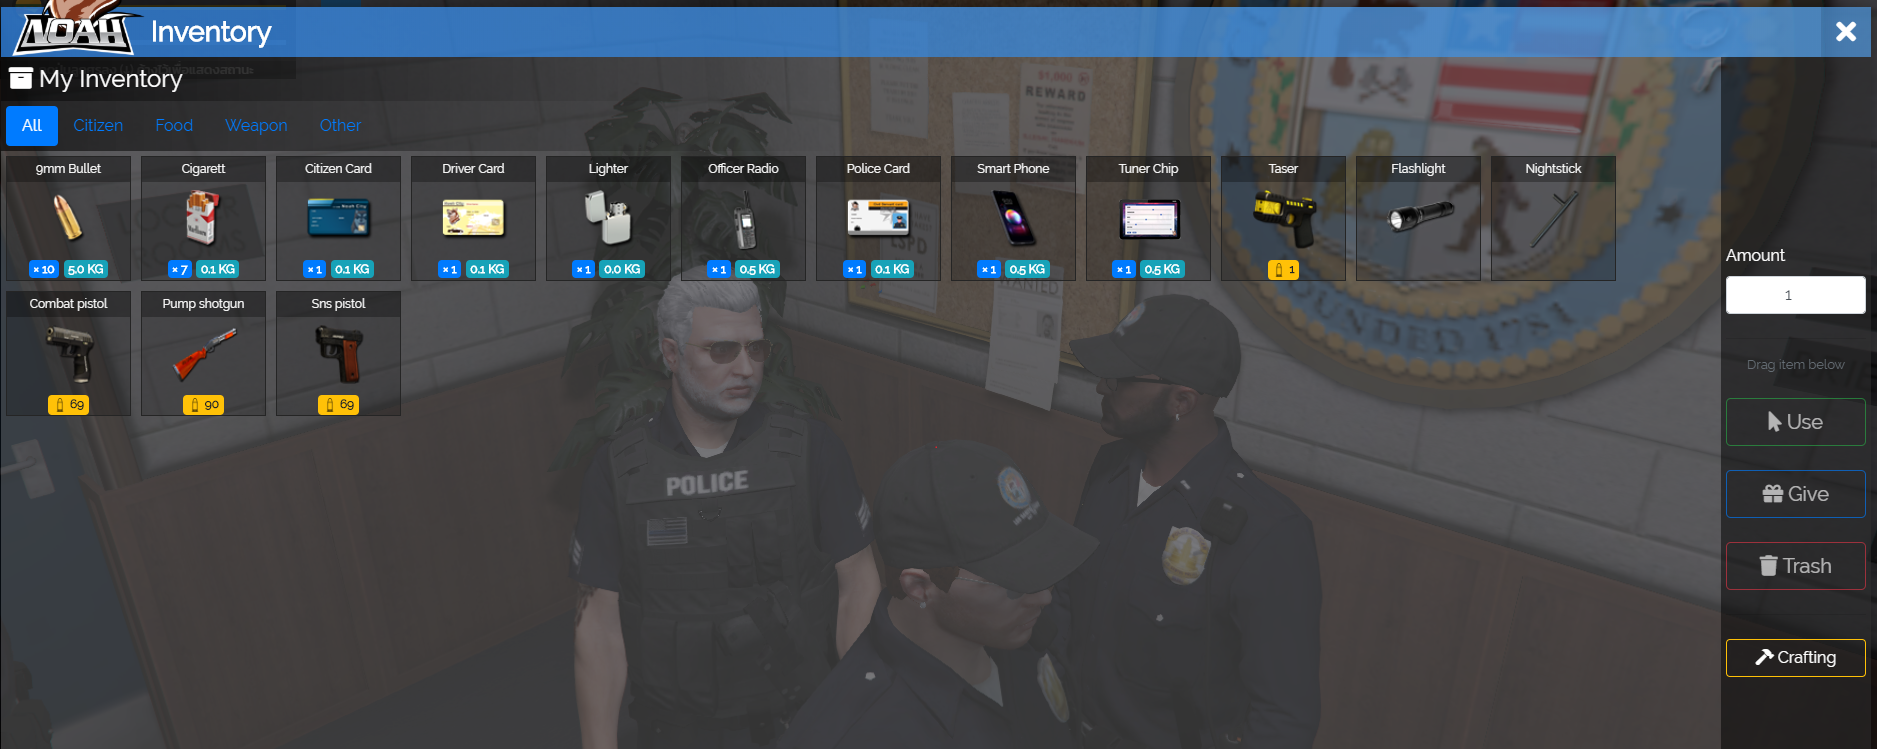 NOAH Inventory
My Inventory
All Citizen Food Weapon Other
9mm Bullet Cigarett Citizen Card Driver Card Lighter Officer Radio Police Card Smart Phone Tuner Chip Taser Flashlight Nightstick
× 10 5.0 KG × 7 0.1 KG × 1 0.1 KG × 1 0.1 KG × 1 0.0 KG × 1 0.5 KG × 1 0.1 KG × 1 0.5 KG × 1 0.5 KG 1
Combat pistol Pump shotgun Sns pistol
69 90 69
Amount
1
Drag item below
Use
Give
Trash
Crafting
$1,000
REWARD
LSPD
WANTED
FOUNDED 1781
POLICE